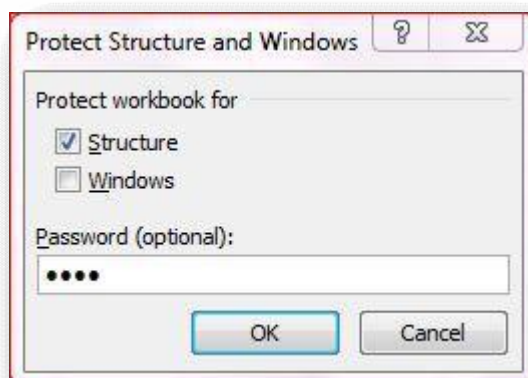 Protect Structure and Windows
Protect workbook for
Structure
Windows
Password (optional):
••••
OK
Cancel